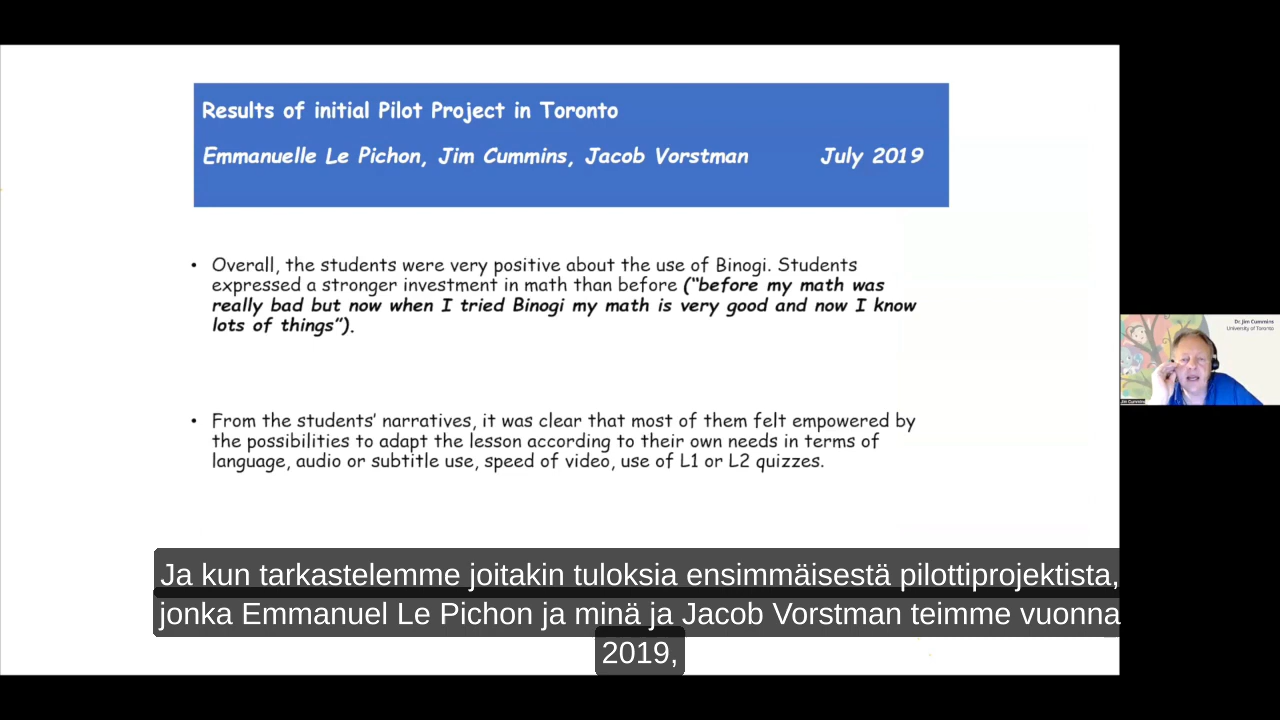 Results of initial Pilot Project in Toronto
Emmanuelle Le Pichon, Jim Cummins, Jacob Vorstman July 2019
• Overall, the students were very positive about the use of Binogi. Students
expressed a stronger investment in math than before (“before my math was
really bad but now when I tried Binogi my math is very good and now I know
lots of things”).
• From the students’ narratives, it was clear that most of them felt empowered by
the possibilities to adapt the lesson according to their own needs in terms of
language, audio or subtitle use, speed of video, use of L1 or L2 quizzes.
Dr. Jim Cummins
University of Toronto
Jim Cummins
Ja kun tarkastelemme joitakin tuloksia ensimmäisestä pilottiprojektista,
jonka Emmanuel Le Pichon ja minä ja Jacob Vorstman teimme vuonna
2019,